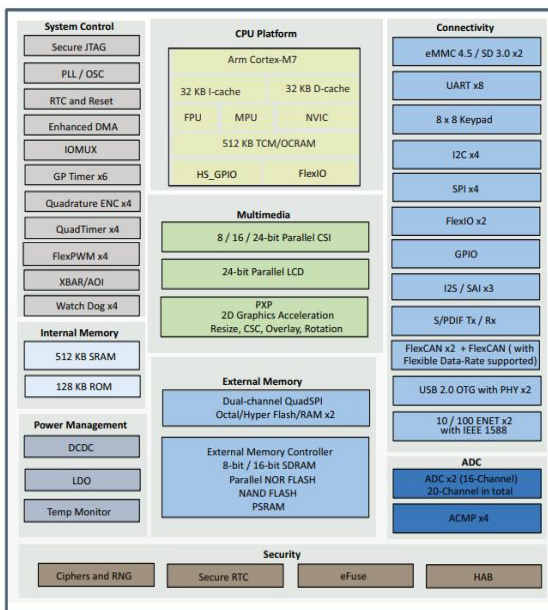 System Control
Secure JTAG
PLL / OSC
RTC and Reset
Enhanced DMA
IOMUX
GP Timer x6
Quadrature ENC x4
QuadTimer x4
FlexPWM x4
XBAR/AOI
Watch Dog x4
Internal Memory
512 KB SRAM
128 KB ROM
Power Management
DCDC
LDO
Temp Monitor
CPU Platform
Arm Cortex-M7
32 KB I-cache
32 KB D-cache
FPU
MPU
NVIC
512 KB TCM/OCRAM
HS_GPIO
FlexIO
Multimedia
8 / 16 / 24-bit Parallel CSI
24-bit Parallel LCD
PXP
2D Graphics Acceleration
Resize, CSC, Overlay, Rotation
External Memory
Dual-channel QuadSPI
Octal/Hyper Flash/RAM x2
External Memory Controller
8-bit / 16-bit SDRAM
Parallel NOR FLASH
NAND FLASH
PSRAM
Connectivity
eMMC 4.5 / SD 3.0 x2
UART x8
8 x 8 Keypad
I2C x4
SPI x4
FlexIO x2
GPIO
I2S / SAI x3
S/PDIF Tx / Rx
FlexCAN x2 + FlexCAN ( with
Flexible Data-Rate supported)
USB 2.0 OTG with PHY x2
10 / 100 ENET x2
with IEEE 1588
ADC
ADC x2 (16-Channel)
20-Channel in total
ACMP x4
Security
Ciphers and RNG
Secure RTC
eFuse
HAB